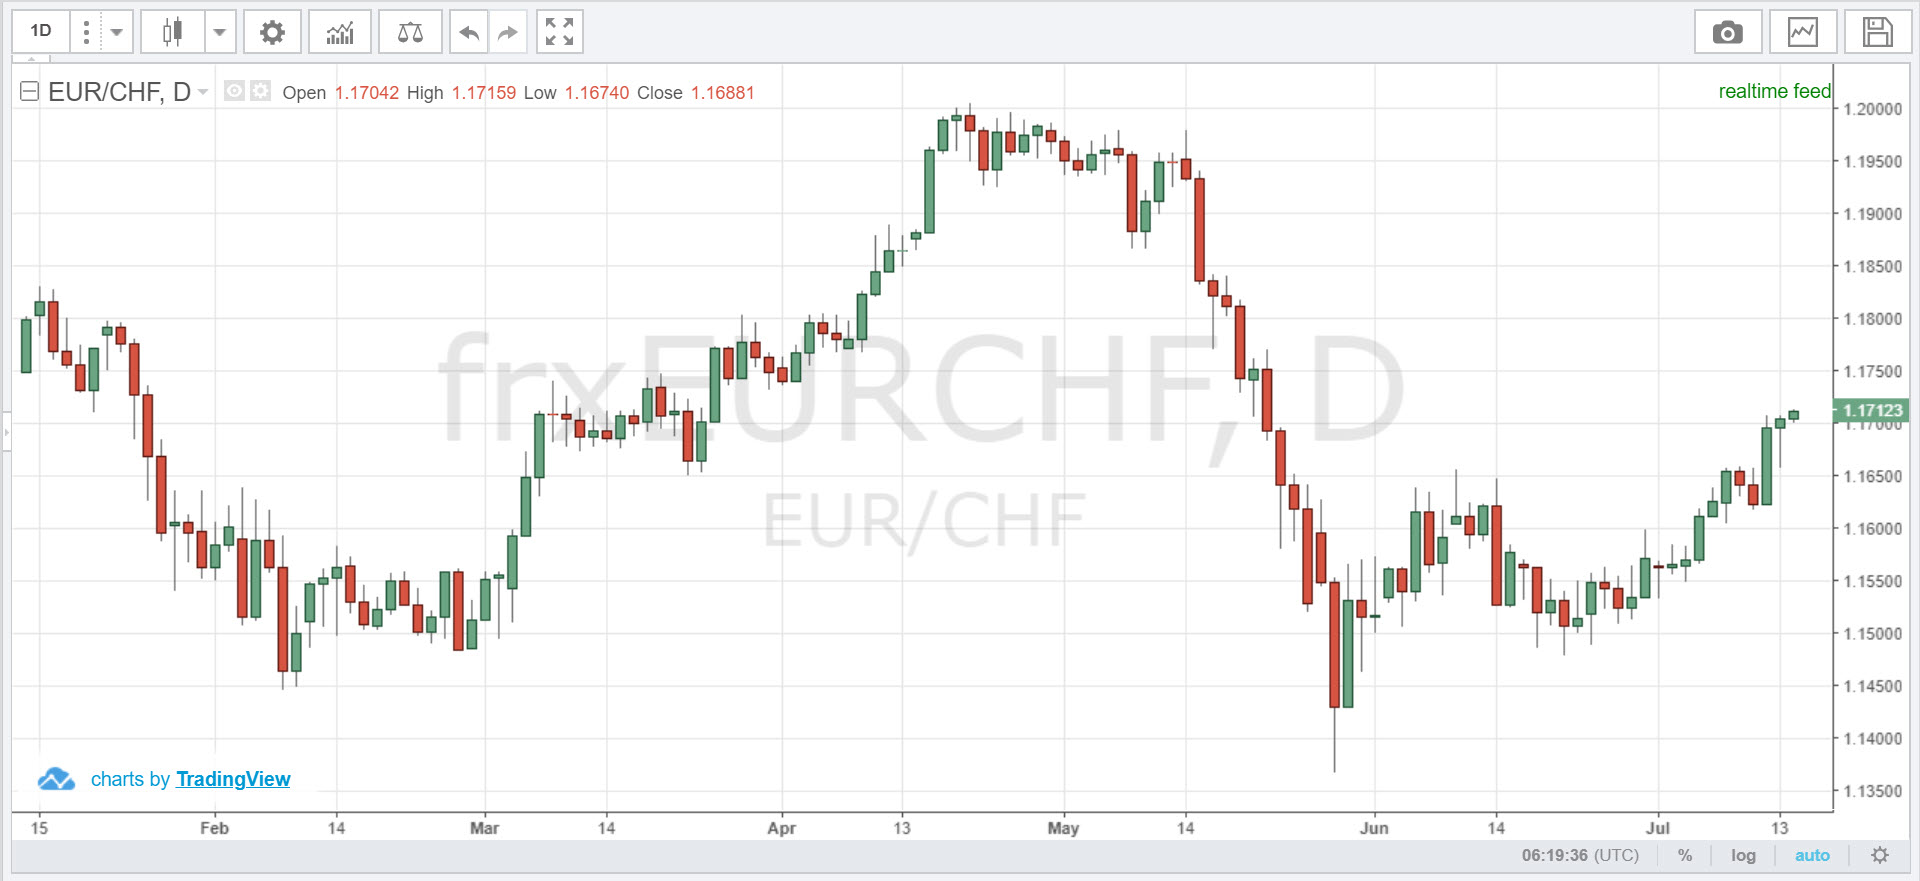 1D
EUR/CHF, D Open 1.17042 High 1.17159 Low 1.16740 Close 1.16881
realtime feed
1.20000
1.19500
1.19000
1.18500
1.18000
1.17500
1.17123
1.17000
1.16500
1.16000
1.15500
1.15000
1.14500
1.14000
1.13500
frxEURCHF, D
EUR/CHF
charts by TradingView
15 Feb 14 Mar 14 Apr 13 May 14 Jun 14 Jul 13
06:19:36 (UTC) % log auto